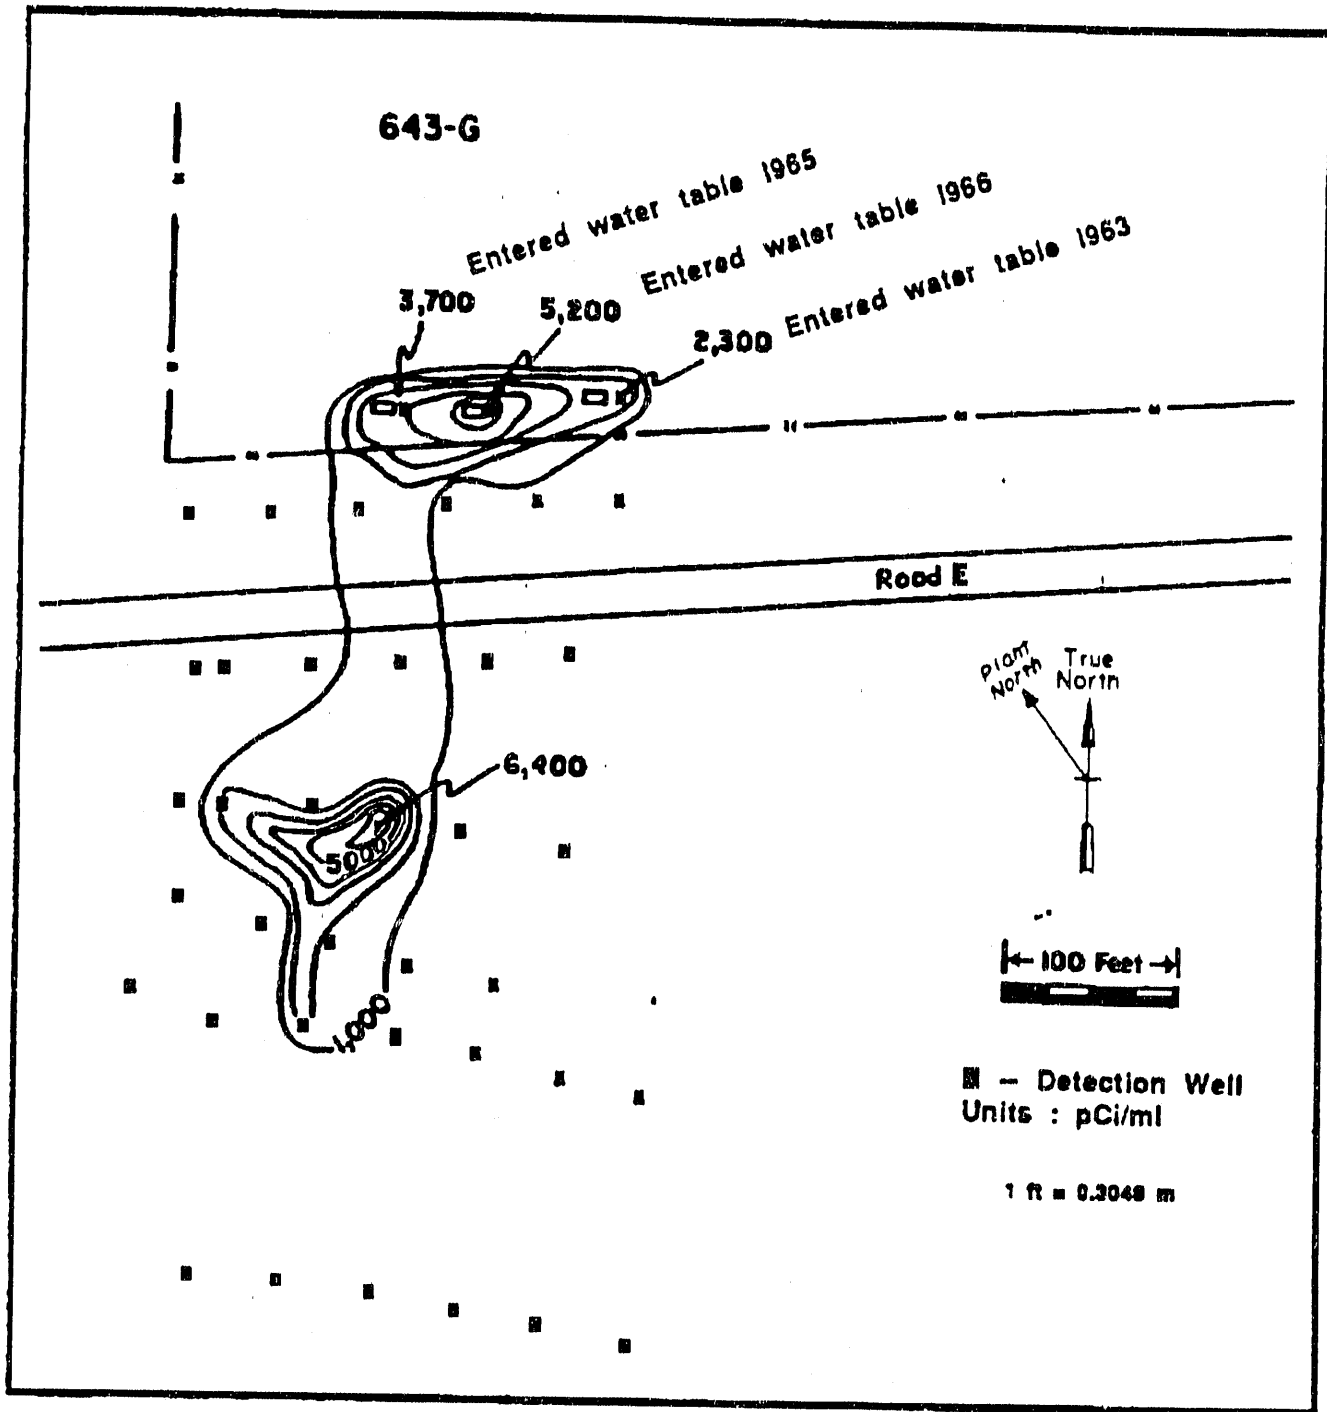 643-G
Entered water table 1965
Entered water table 1966
Entered water table 1963
3,700
5,200
2,300
Road E
Plant North
True North
6,400
5000
1,000
100 Feet
- Detection Well
Units : pCi/ml
1 ft = 0.3048 m